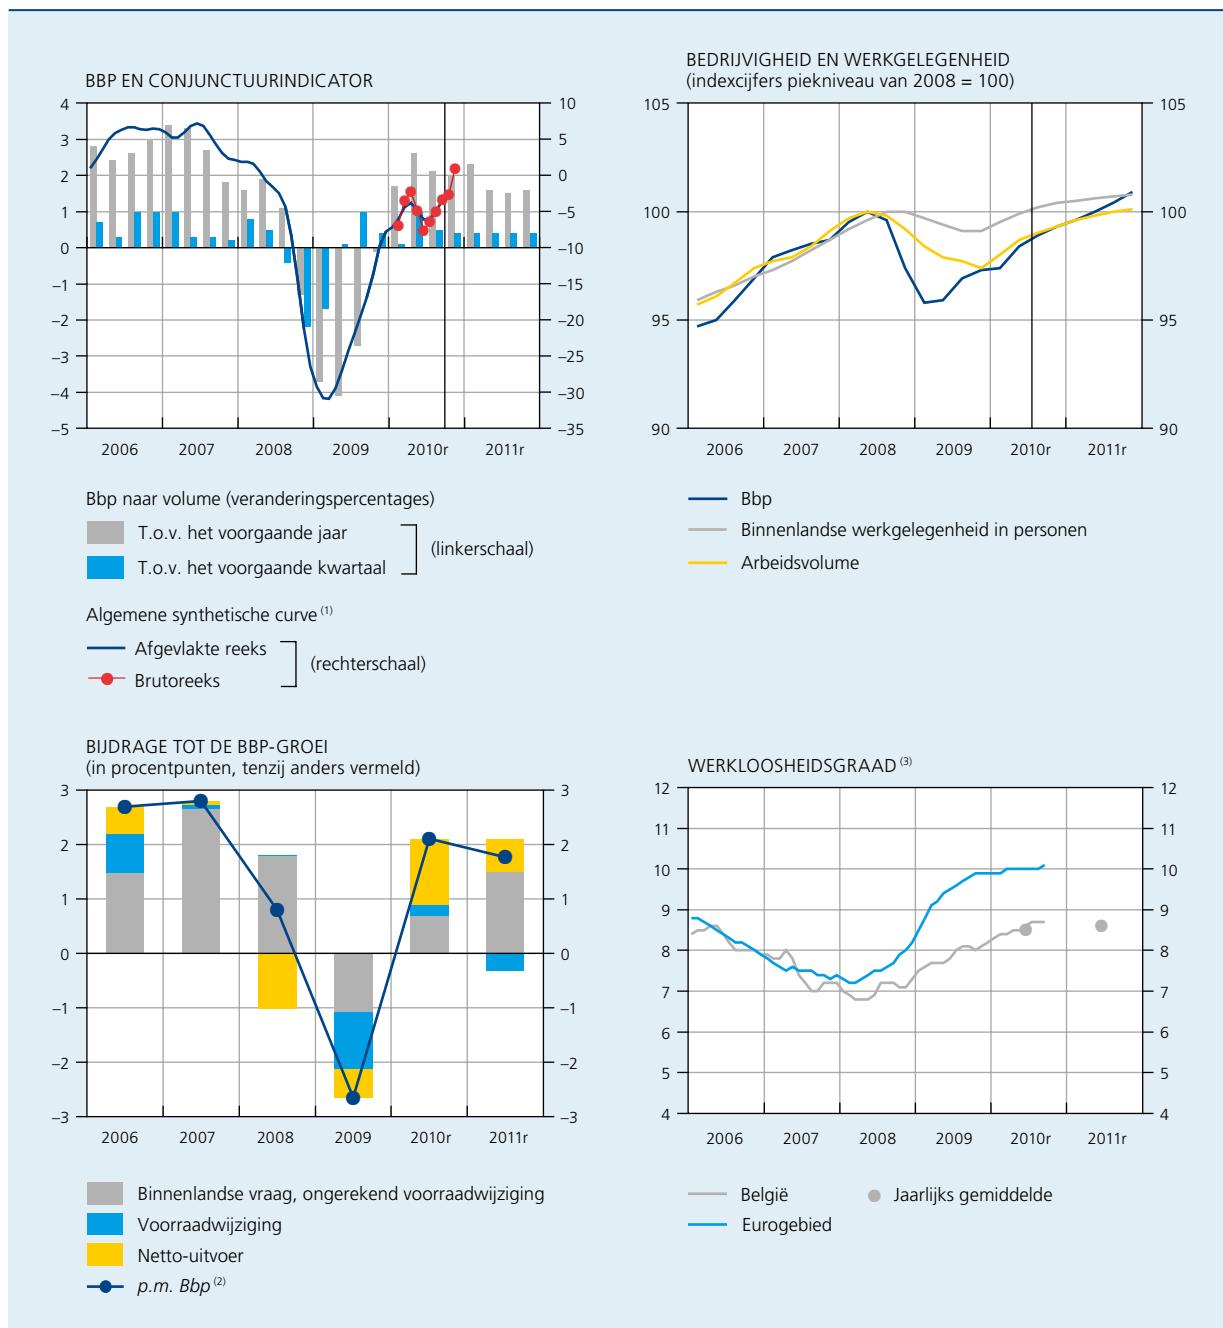 BBP EN CONJUNCTUURINDICATOR
4
3
2
1
0
–1
–2
–3
–4
–5
10
5
0
–5
–10
–15
–20
–25
–30
–35
2006 2007 2008 2009 2010r 2011r
Bbp naar volume (veranderingspercentages)
T.o.v. het voorgaande jaar
T.o.v. het voorgaande kwartaal
(linkerschaal)
Algemene synthetische curve (1)
Afgevlakte reeks
Brutoreeks
(rechterschaal)
BEDRIJVIGHEID EN WERKGELEGENHEID
(indexcijfers piekniveau van 2008 = 100)
105
100
95
90
105
100
95
90
2006 2007 2008 2009 2010r 2011r
Bbp
Binnenlandse werkgelegenheid in personen
Arbeidsvolume
BIJDRAGE TOT DE BBP-GROEI
(in procentpunten, tenzij anders vermeld)
3
2
1
0
–1
–2
–3
3
2
1
0
–1
–2
–3
2006 2007 2008 2009 2010r 2011r
Binnenlandse vraag, ongerekend voorraadwijziging
Voorraadwijziging
Netto-uitvoer
p.m. Bbp (2)
WERKLOOSHEIDSGRAAD (3)
12
11
10
9
8
7
6
5
4
12
11
10
9
8
7
6
5
4
2006 2007 2008 2009 2010r 2011r
België
Jaarlijks gemiddelde
Eurogebied